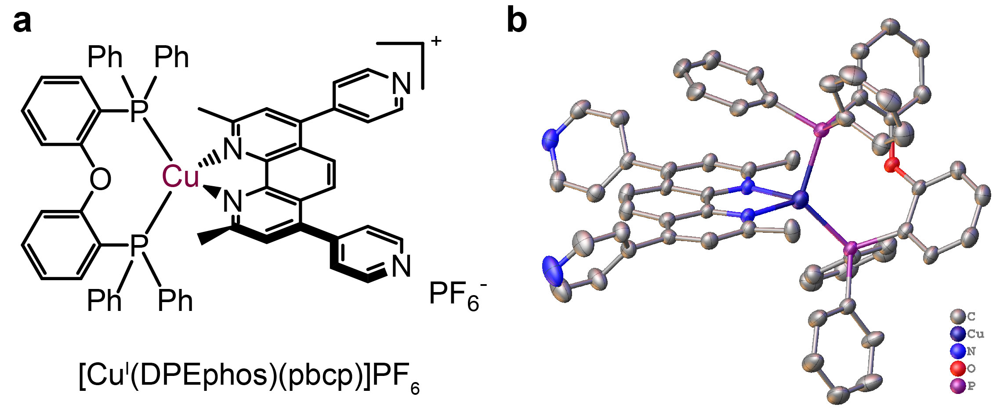 a
b
+
Ph Ph
N
P
N
Cu
O
N
P
N
Ph Ph
PF6-
[CuI(DPEphos)(pbcp)]PF6
C
Cu
N
O
P